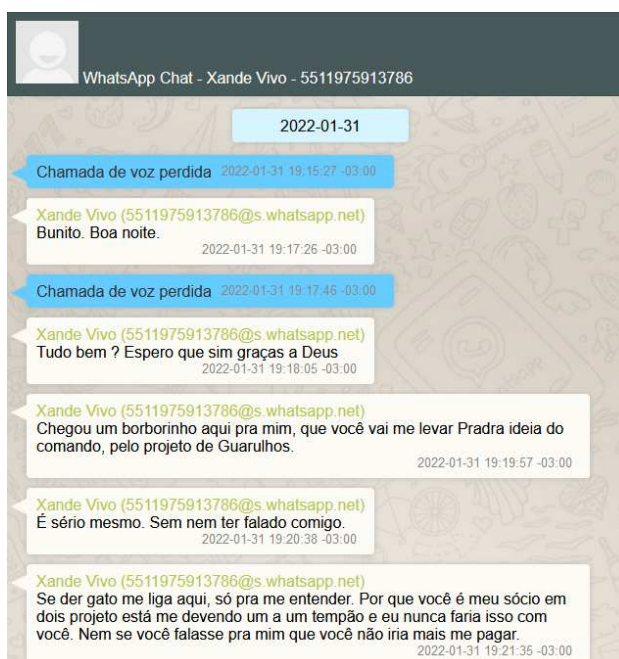 WhatsApp Chat - Xande Vivo - 5511975913786
2022-01-31
Chamada de voz perdida 2022-01-31 19:15:27 -03:00
Xande Vivo (5511975913786@s.whatsapp.net)
Bunito. Boa noite.
2022-01-31 19:17:26 -03:00
Chamada de voz perdida 2022-01-31 19:17:46 -03:00
Xande Vivo (5511975913786@s.whatsapp.net)
Tudo bem ? Espero que sim graças a Deus
2022-01-31 19:18:05 -03:00
Xande Vivo (5511975913786@s.whatsapp.net)
Chegou um borborinho aqui pra mim, que você vai me levar Pradra ideia do
comando, pelo projeto de Guarulhos.
2022-01-31 19:19:57 -03:00
Xande Vivo (5511975913786@s.whatsapp.net)
É sério mesmo. Sem nem ter falado comigo.
2022-01-31 19:20:38 -03:00
Xande Vivo (5511975913786@s.whatsapp.net)
Se der gato me liga aqui, só pra me entender. Por que você é meu sócio em
dois projeto está me devendo um a um tempão e eu nunca faria isso com
você. Nem se você falasse pra mim que você não iria mais me pagar.
2022-01-31 19:21:35 -03:00